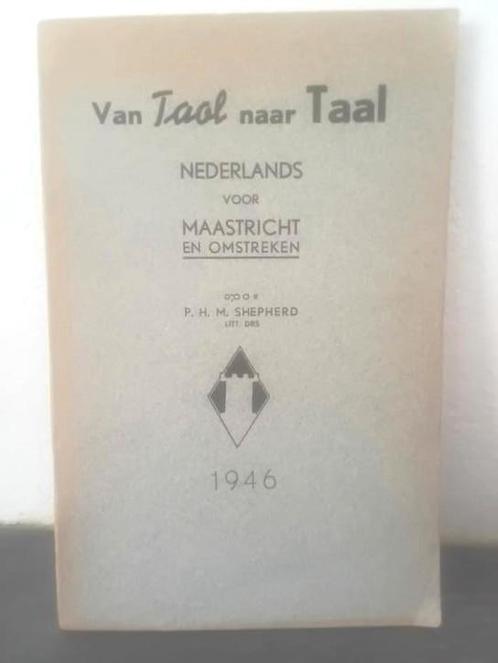 Van Taol naar Taal
NEDERLANDS
VOOR
MAASTRICHT
EN OMSTREKEN
DOOR
P. H. M. SHEPHERD
LITT. DRS
1946